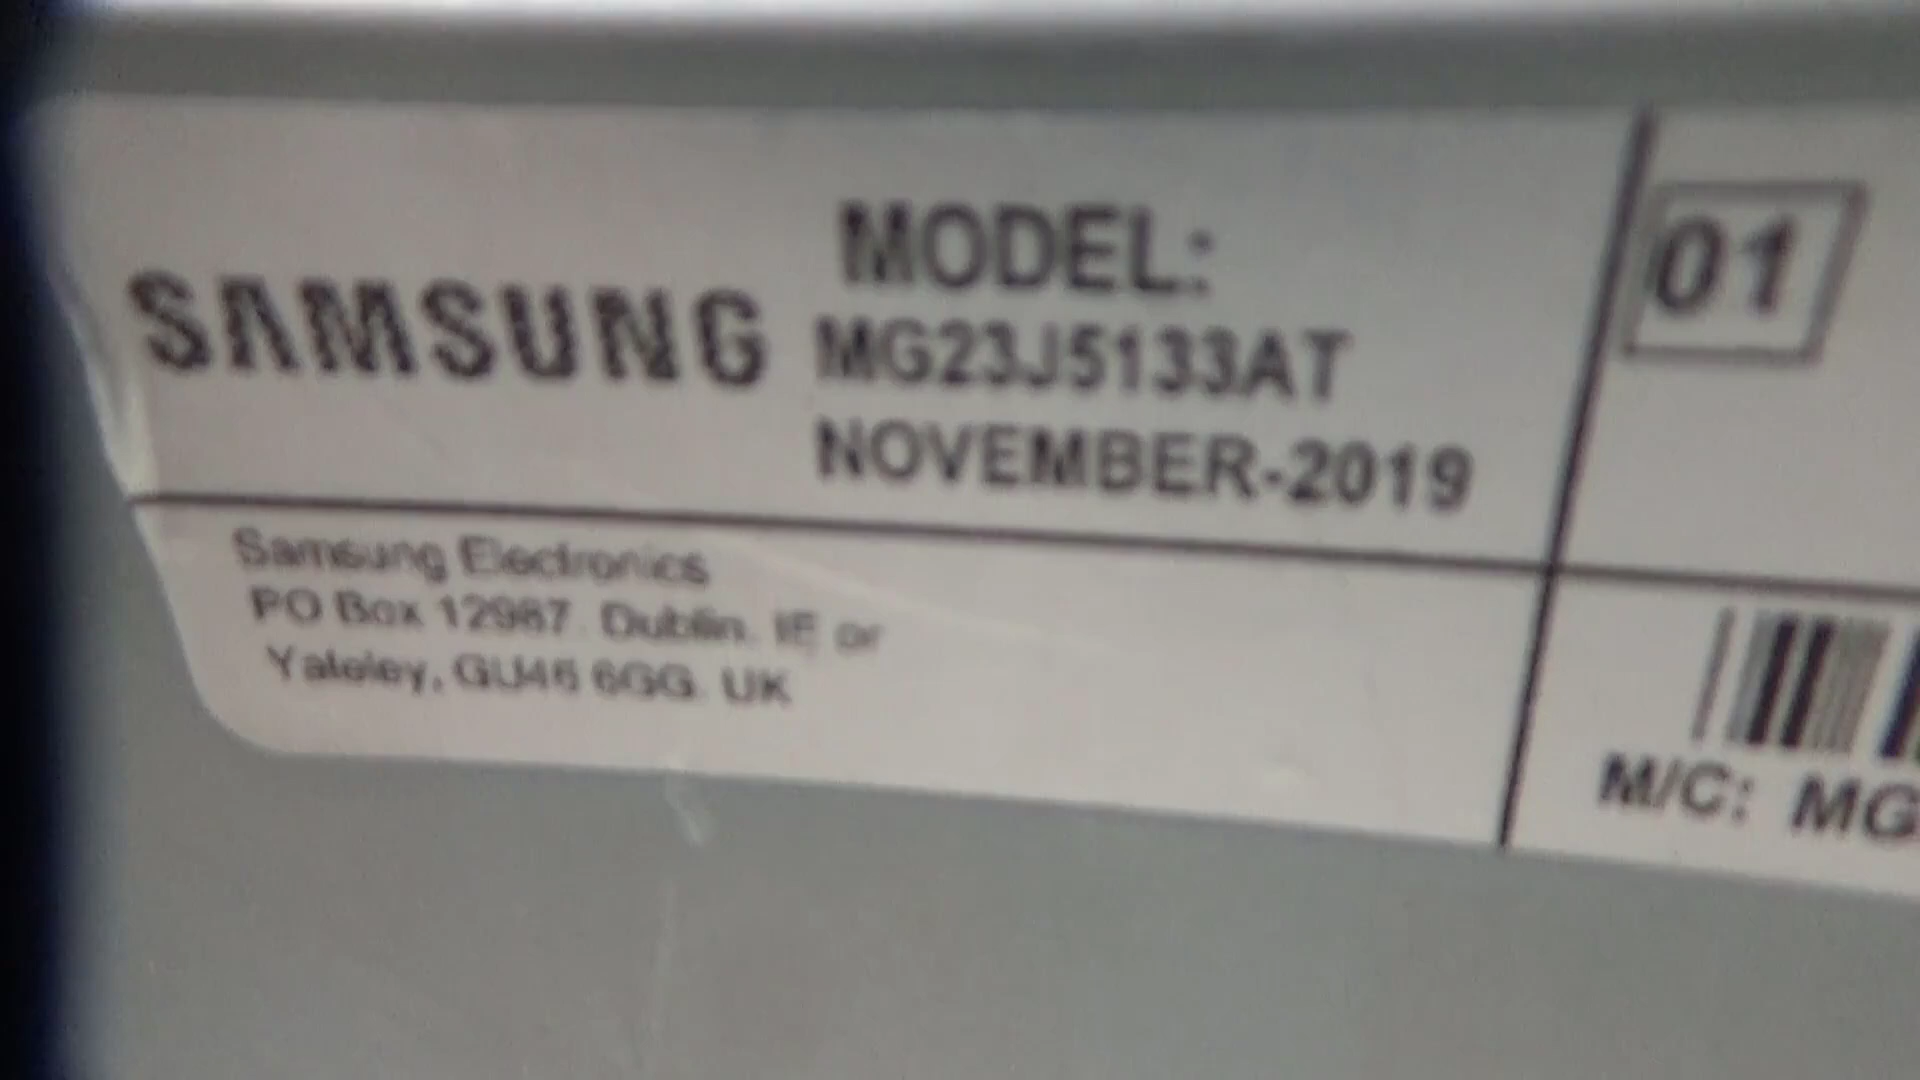 SAMSUNG
MODEL:
MG23J5133AT
NOVEMBER-2019
01
Samsung Electronics
PO Box 12987. Dublin. IE or
Yateley, GU46 6GG. UK
M/C: MG